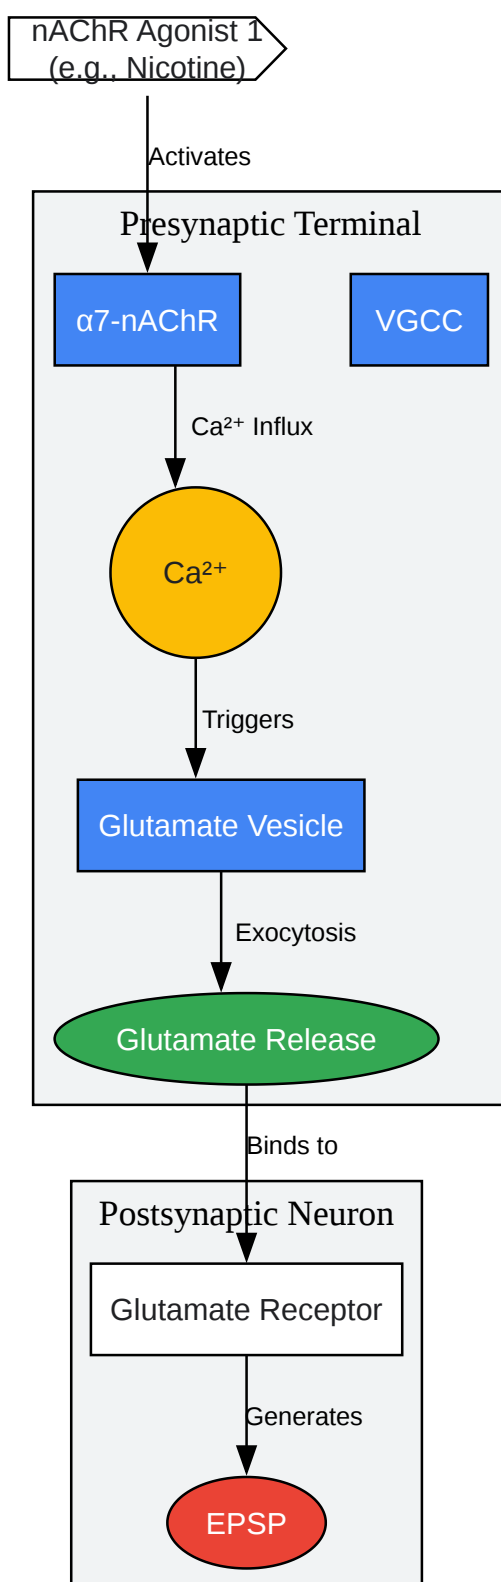 nAChR Agonist 1
(e.g., Nicotine)
Activates
Presynaptic Terminal
α7-nAChR
VGCC
Ca²⁺ Influx
Ca²⁺
Triggers
Glutamate Vesicle
Exocytosis
Glutamate Release
Binds to
Postsynaptic Neuron
Glutamate Receptor
Generates
EPSP